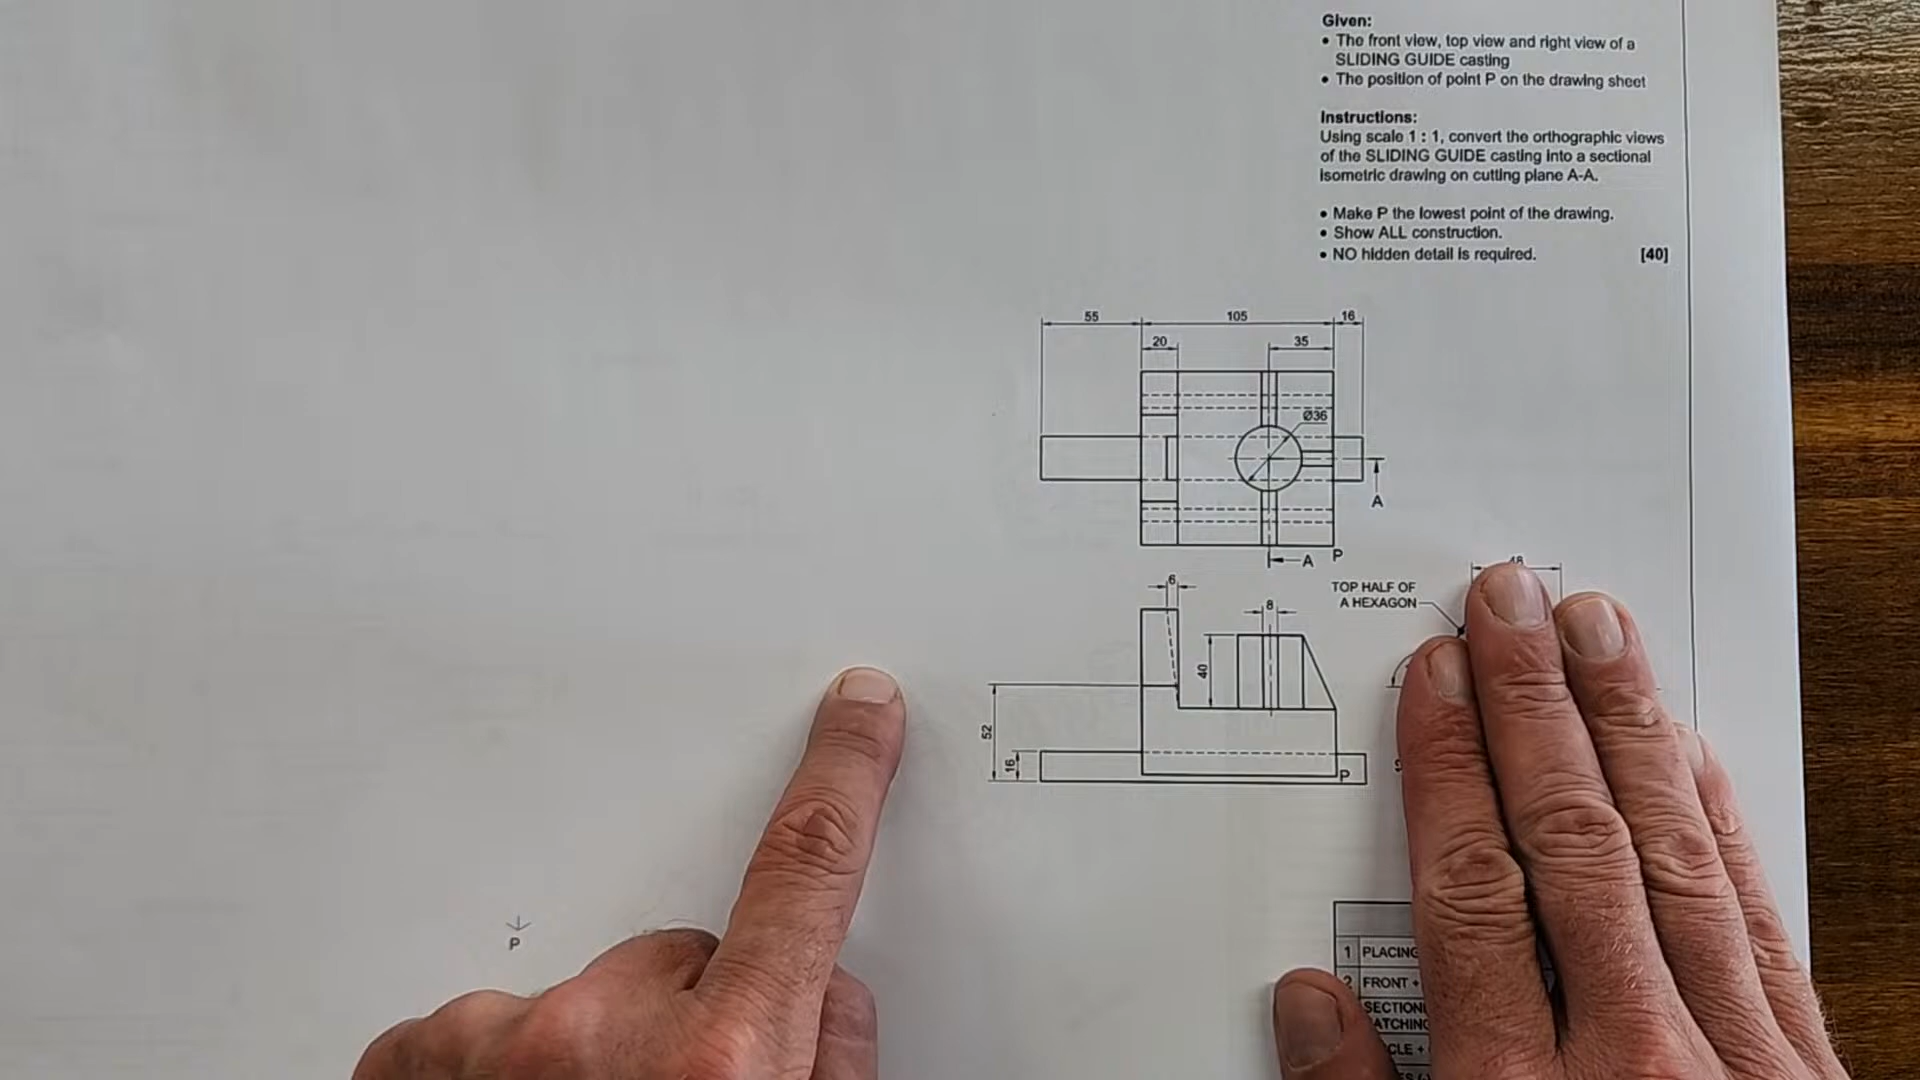 Given:
• The front view, top view and right view of a
SLIDING GUIDE casting
• The position of point P on the drawing sheet
Instructions:
Using scale 1 : 1, convert the orthographic views
of the SLIDING GUIDE casting into a sectional
isometric drawing on cutting plane A-A.
• Make P the lowest point of the drawing.
• Show ALL construction.
• NO hidden detail is required. [40]
55 105 16
20 35
Ø36
A
A P
6
8
TOP HALF OF
A HEXAGON
40
52
16
P
P
1 PLACING
2 FRONT +